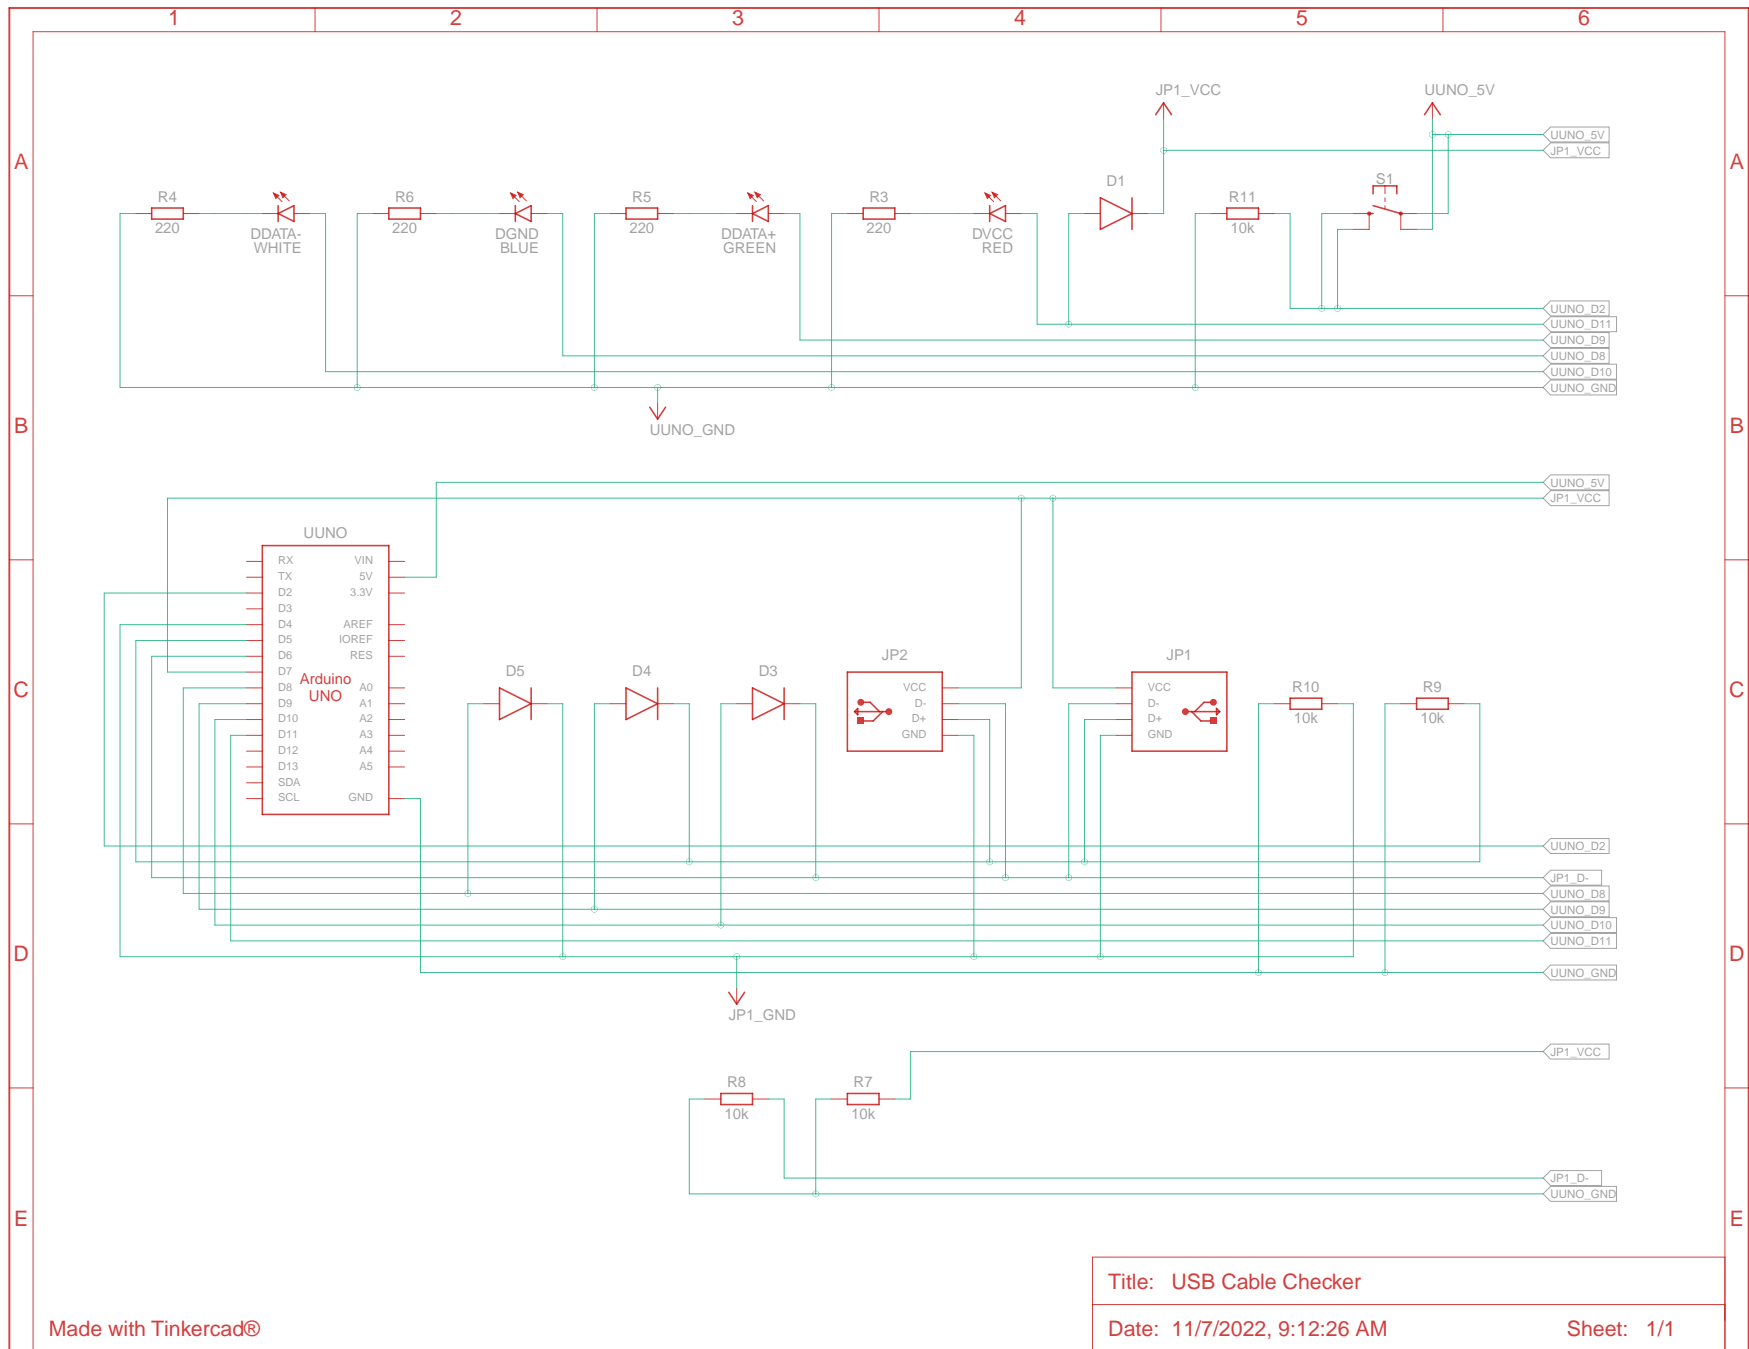 1 2 3 4 5 6
JP1_VCC UUNO_5V
UUNO_5V
JP1_VCC
A A
R4 R6 R5 R3 D1 R11 S1
220 220 220 220 10k
DDATA- DGND DDATA+ DVCC
WHITE BLUE GREEN RED
UUNO_D2
UUNO_D11
UUNO_D9
UUNO_D8
UUNO_D10
UUNO_GND
B B
UUNO_GND
UUNO_5V
JP1_VCC
UUNO
RX VIN
TX 5V
D2 3.3V
D3
D4 AREF
D5 IOREF
D6 RES
D7
D8 A0
D9 A1
D10 A2
D11 A3
D12 A4
D13 A5
SDA
SCL GND
Arduino
UNO
C C
D5 D4 D3
JP2 JP1
VCC VCC
D- D-
D+ D+
GND GND
R10 R9
10k 10k
UUNO_D2
JP1_D-
UUNO_D8
UUNO_D9
UUNO_D10
UUNO_D11
UUNO_GND
D D
JP1_GND
JP1_VCC
R8 R7
10k 10k
JP1_D-
UUNO_GND
E E
Title: USB Cable Checker
Made with Tinkercad®
Date: 11/7/2022, 9:12:26 AM Sheet: 1/1